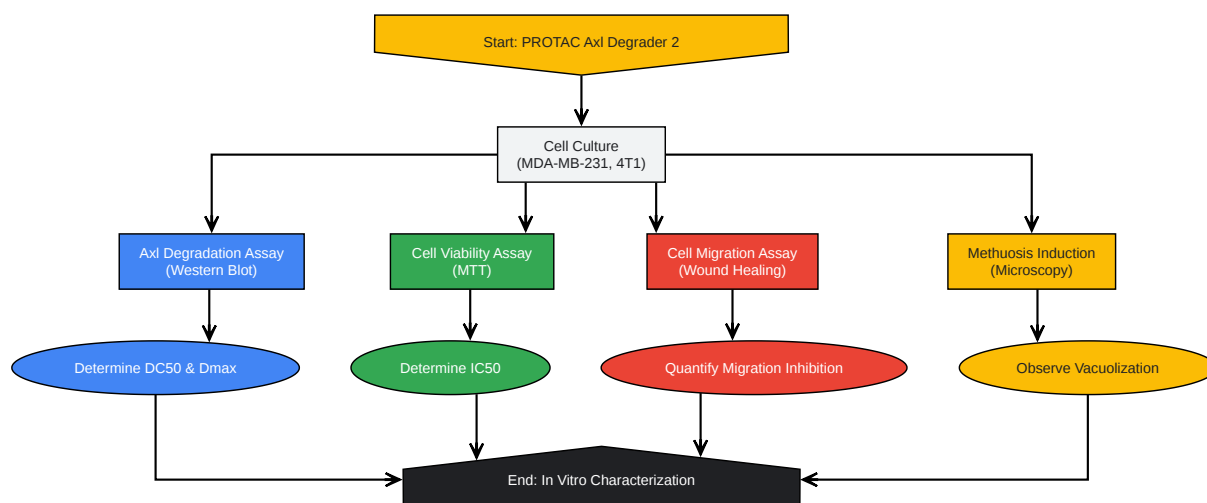 Start: PROTAC Axl Degrader 2
Cell Culture
(MDA-MB-231, 4T1)
Axl Degradation Assay
(Western Blot)
Cell Viability Assay
(MTT)
Cell Migration Assay
(Wound Healing)
Methuosis Induction
(Microscopy)
Determine DC50 & Dmax
Determine IC50
Quantify Migration Inhibition
Observe Vacuolization
End: In Vitro Characterization